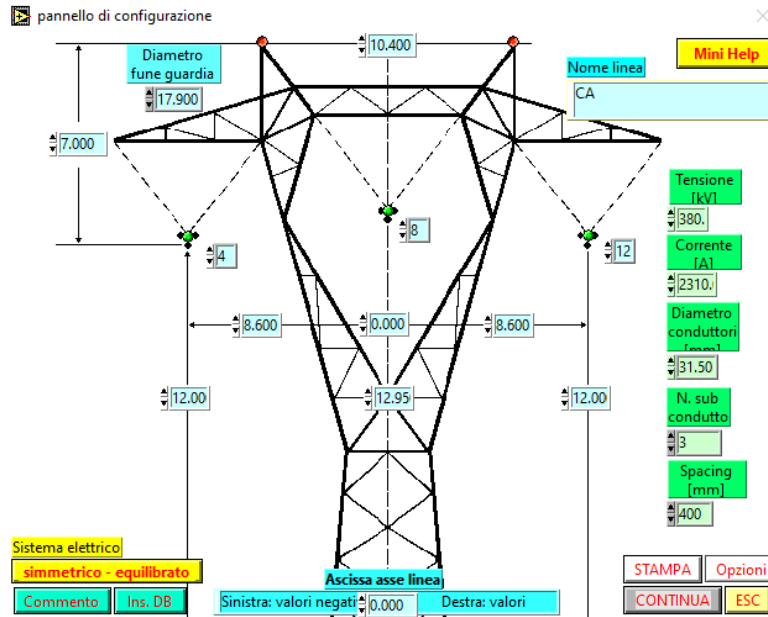 pannello di configurazione
Diametro
fune guardia
17.900
10.400
Nome linea
CA
Mini Help
7.000
4
8
12
8.600
0.000
8.600
12.00
12.95
12.00
Tensione
[kV]
380.
Corrente
[A]
2310.
Diametro
conduttori
[mm]
31.50
N. sub
condutto
3
Spacing
[mm]
400
Sistema elettrico
simmetrico - equilibrato
Commento
Ins. DB
Ascissa asse linea
Sinistra: valori negati
0.000
Destra: valori
STAMPA
Opzioni
CONTINUA
ESC